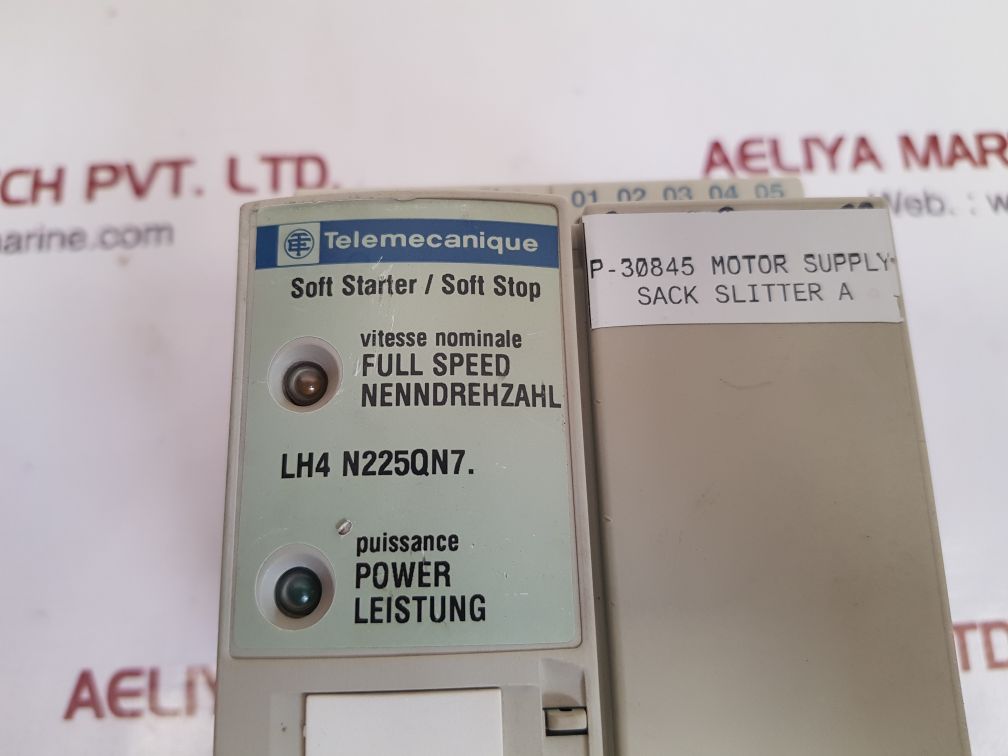 CH PVT. LTD.
marine.com
AELIYA MAR
Web. : w
01 02 03 04 05
Telemecanique
Soft Starter / Soft Stop
vitesse nominale
FULL SPEED
NENNDREHZAHL
LH4 N225QN7.
puissance
POWER
LEISTUNG
P-30845 MOTOR SUPPLY-
SACK SLITTER A
AELIY
TD